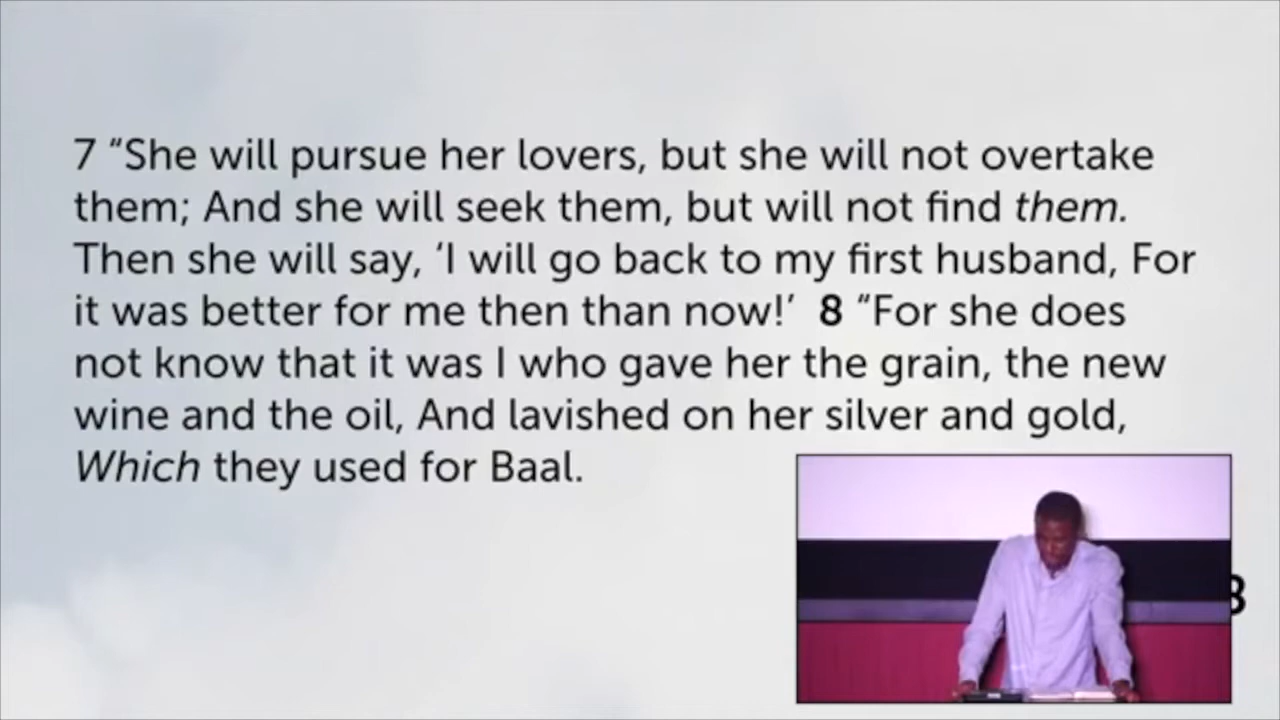 7 “She will pursue her lovers, but she will not overtake
them; And she will seek them, but will not find them.
Then she will say, ‘I will go back to my first husband, For
it was better for me then than now!’ 8 “For she does
not know that it was I who gave her the grain, the new
wine and the oil, And lavished on her silver and gold,
Which they used for Baal.
8